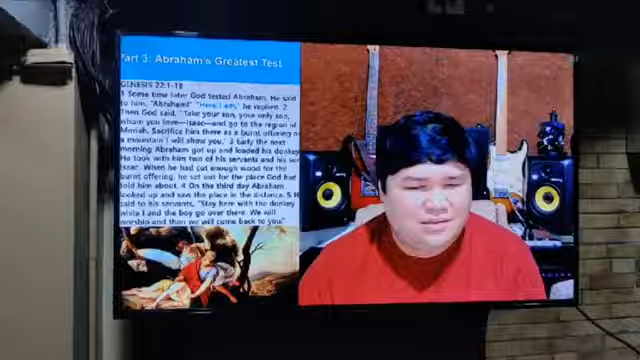 Part 3: Abraham's Greatest Test
GENESIS 22:1-18
1 Some time later God tested Abraham. He said
to him, "Abraham!" "Here I am," he replied. 2
Then God said, "Take your son, your only son,
whom you love—Isaac—and go to the region of
Moriah. Sacrifice him there as a burnt offering on
a mountain I will show you." 3 Early the next
morning Abraham got up and loaded his donkey.
He took with him two of his servants and his son
Isaac. When he had cut enough wood for the
burnt offering, he set out for the place God had
told him about. 4 On the third day Abraham
looked up and saw the place in the distance. 5 He
said to his servants, "Stay here with the donkey
while I and the boy go over there. We will
worship and then we will come back to you."